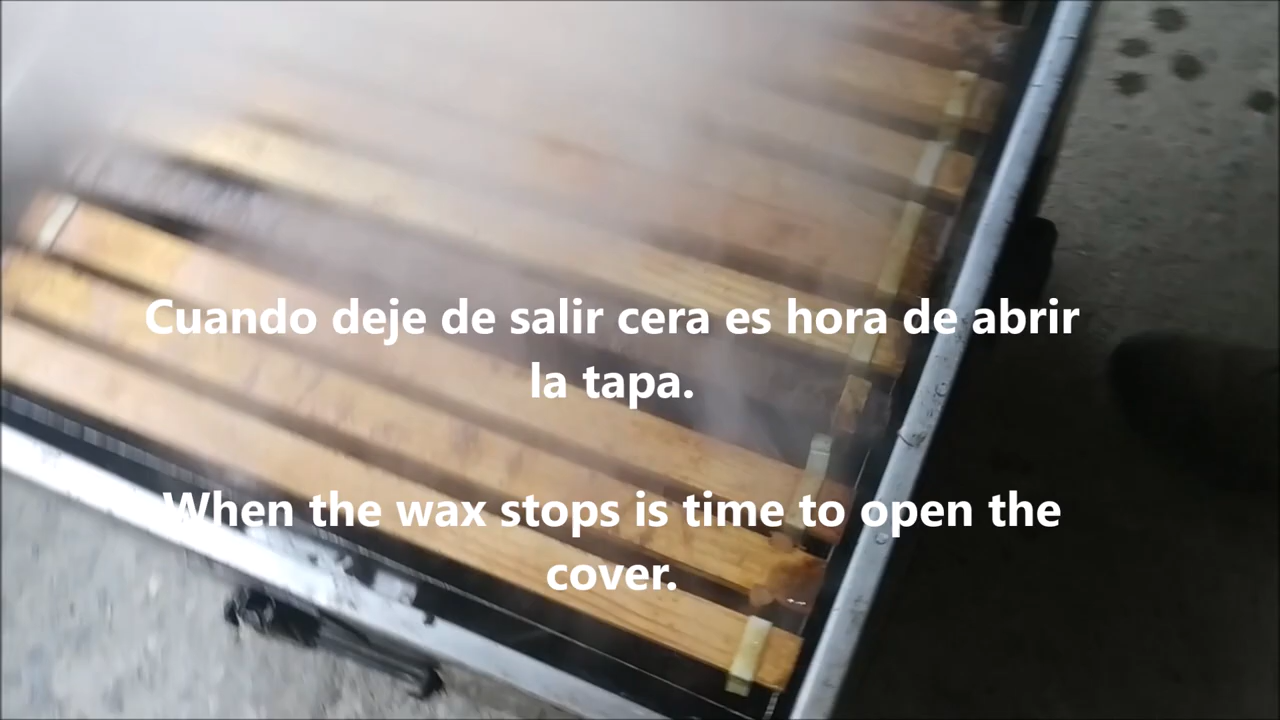 Cuando deje de salir cera es hora de abrir
la tapa.
When the wax stops is time to open the
cover.